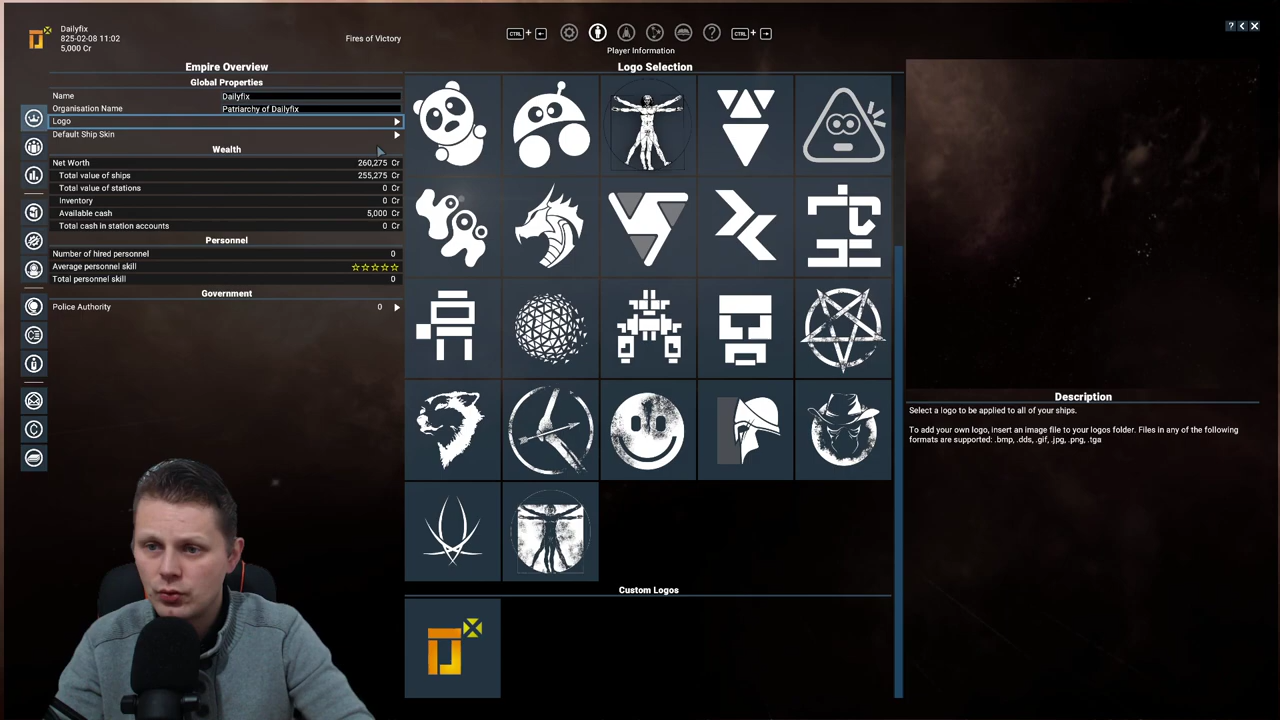 Dailyfix
825-02-08 11:02
5,000 Cr
Fires of Victory
CTRL +
CTRL +
Player Information
Empire Overview
Global Properties
Name Dailyfix
Organisation Name Patriarchy of Dailyfix
Logo
Default Ship Skin
Wealth
Net Worth 260,275 Cr
Total value of ships 255,275 Cr
Total value of stations 0 Cr
Inventory 0 Cr
Available cash 5,000 Cr
Total cash in station accounts 0 Cr
Personnel
Number of hired personnel 0
Average personnel skill
Total personnel skill 0
Government
Police Authority 0
Logo Selection
Custom Logos
Description
Select a logo to be applied to all of your ships.
To add your own logo, insert an image file to your logos folder. Files in any of the following
formats are supported: .bmp, .dds, .gif, .jpg, .png, .tga